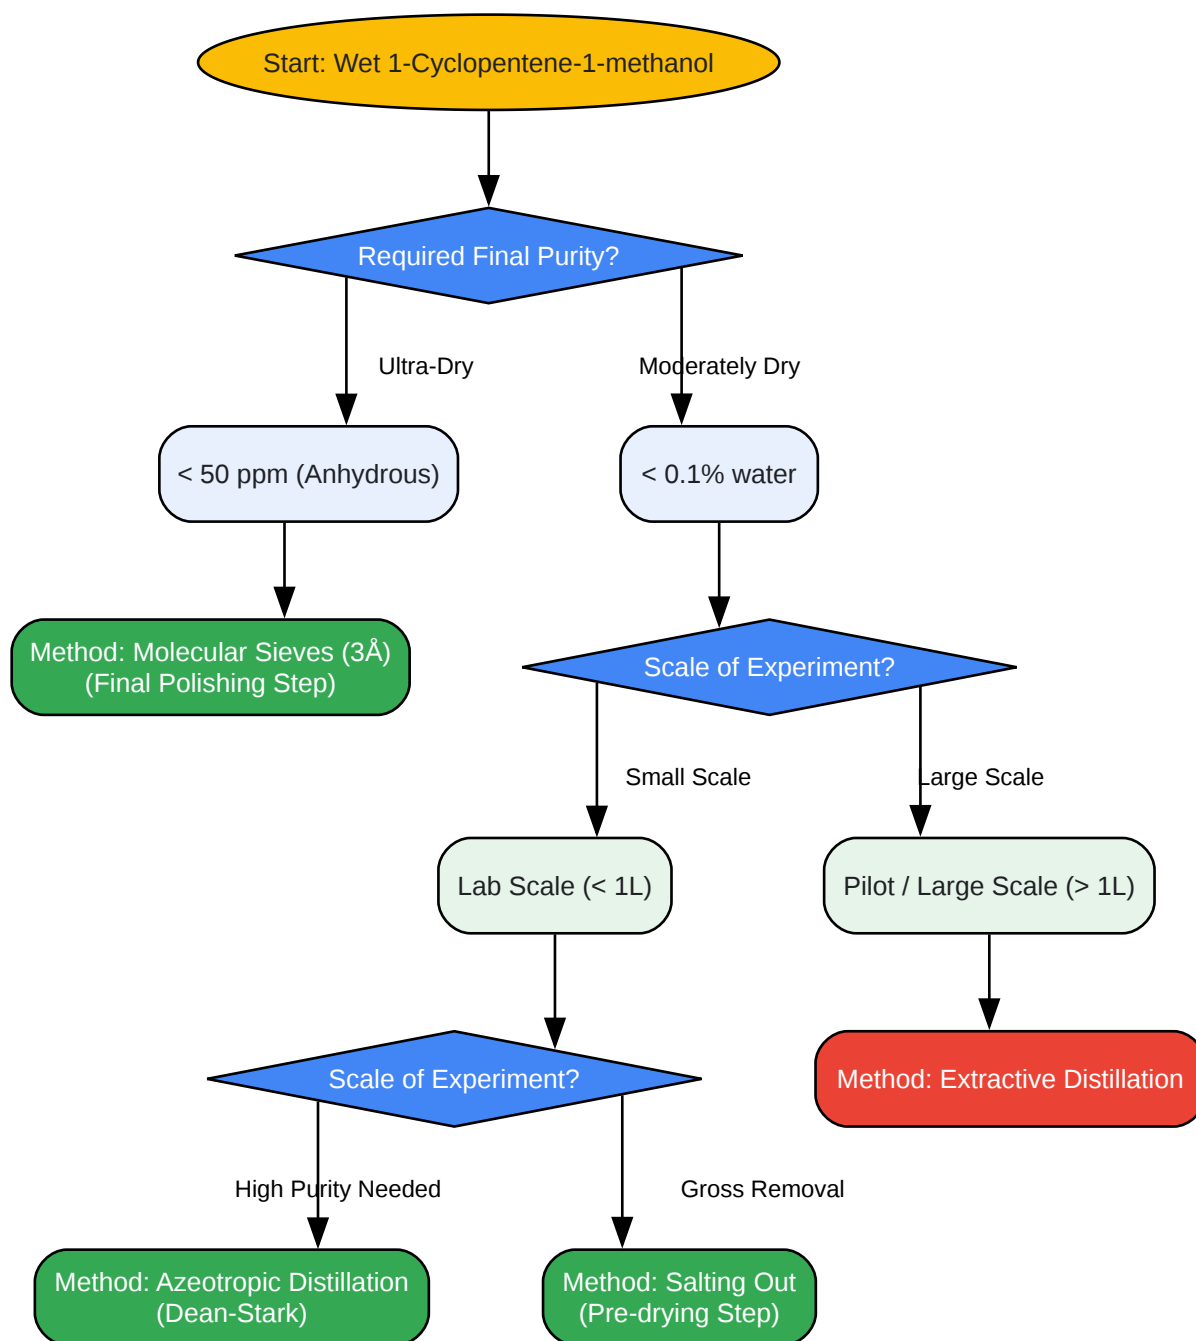 Start: Wet 1-Cyclopentene-1-methanol
Required Final Purity?
Ultra-Dry
Moderately Dry
< 50 ppm (Anhydrous)
< 0.1% water
Method: Molecular Sieves (3Å)
(Final Polishing Step)
Scale of Experiment?
Small Scale
Large Scale
Lab Scale (< 1L)
Pilot / Large Scale (> 1L)
Scale of Experiment?
Method: Extractive Distillation
High Purity Needed
Gross Removal
Method: Azeotropic Distillation
(Dean-Stark)
Method: Salting Out
(Pre-drying Step)